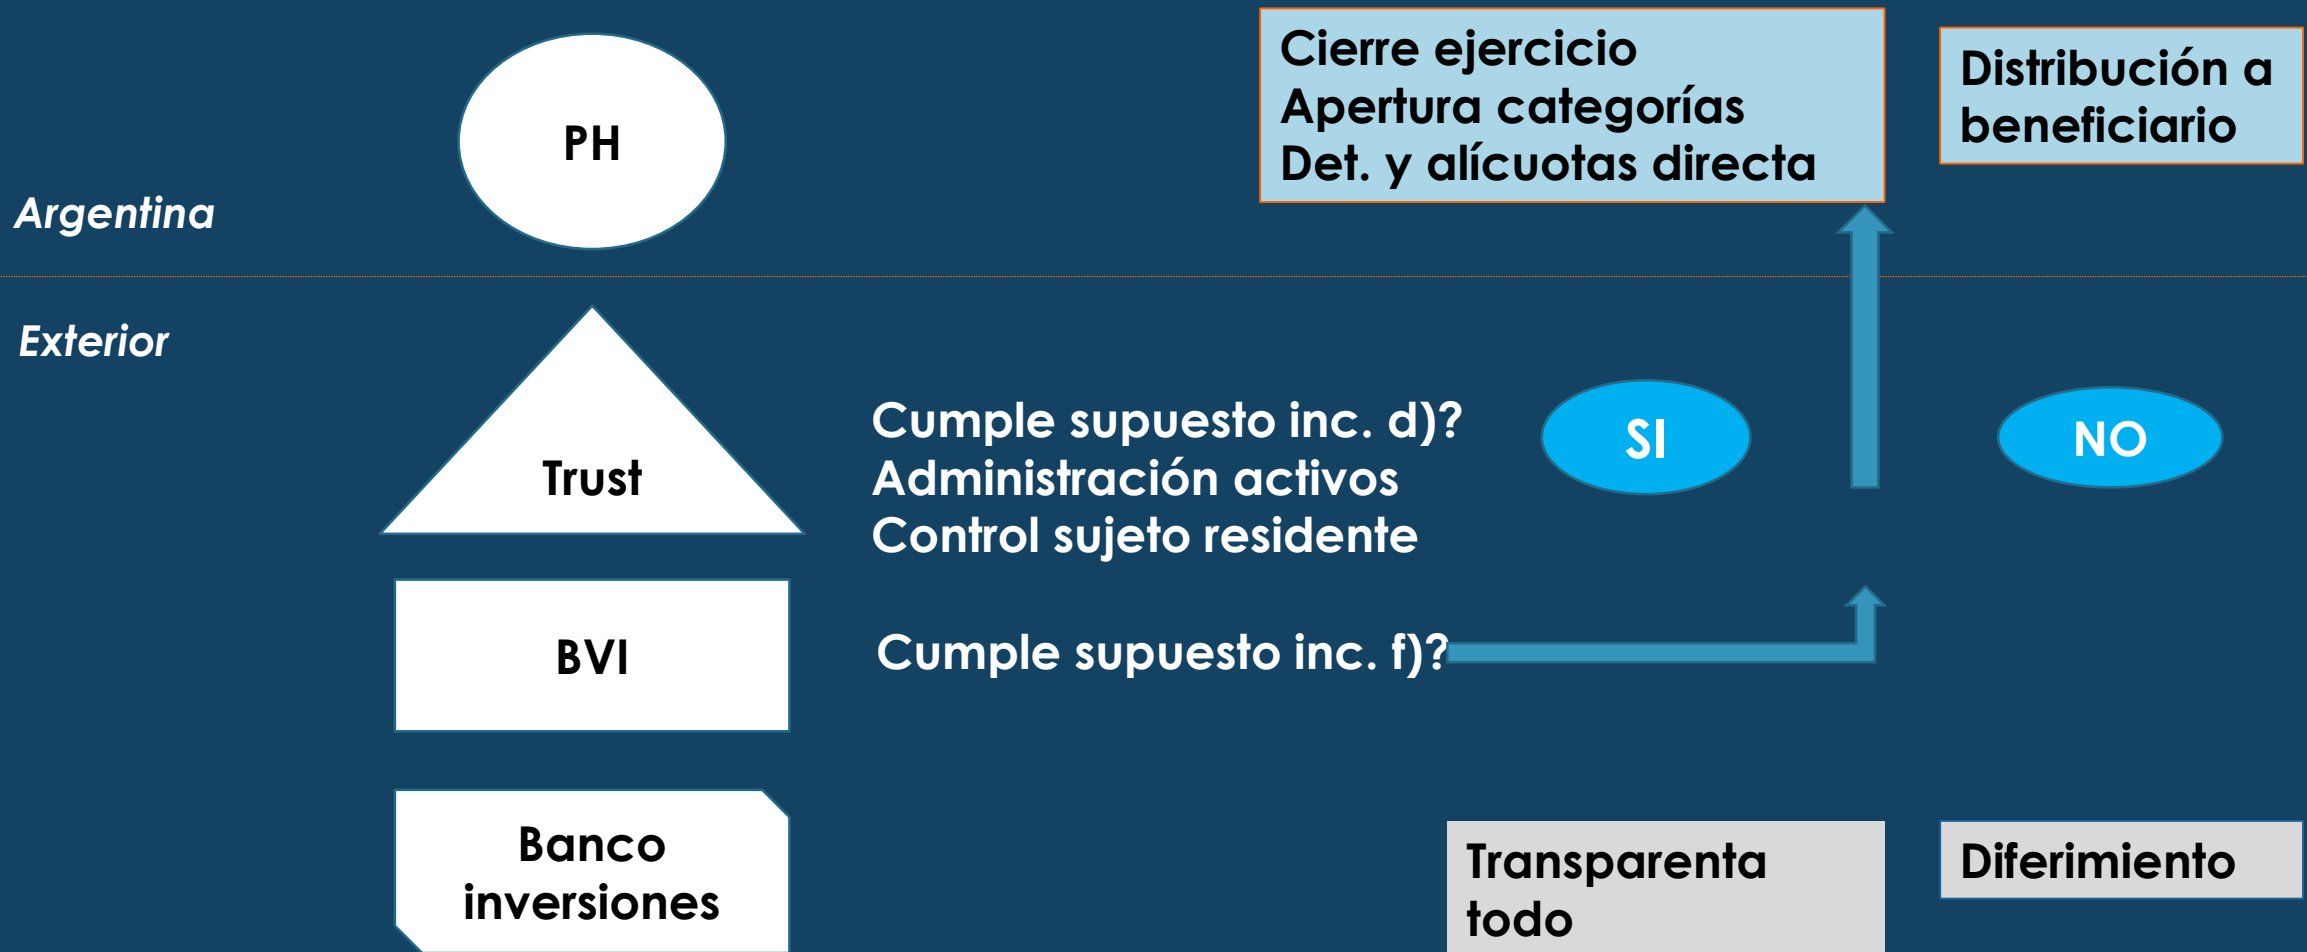 PH
Cierre ejercicio
Apertura categorías
Det. y alícuotas directa
Distribución a
beneficiario
Argentina
Exterior
Trust
Cumple supuesto inc. d)?
Administración activos
Control sujeto residente
SI
NO
BVI
Cumple supuesto inc. f)?
Banco
inversiones
Transparenta
todo
Diferimiento